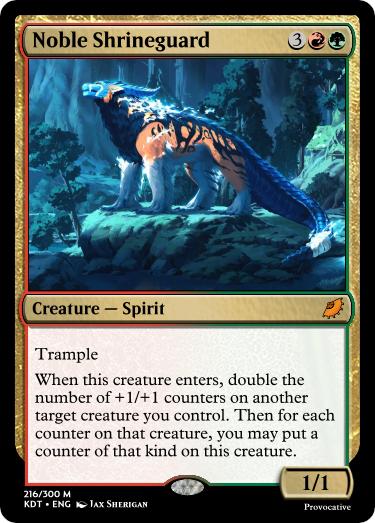 Noble Shrineguard 3
Creature — Spirit
Trample
When this creature enters, double the
number of +1/+1 counters on another
target creature you control. Then for each
counter on that creature, you may put a
counter of that kind on this creature.
1/1
216/300 M
KDT • ENG Jax Sherigan
Provocative